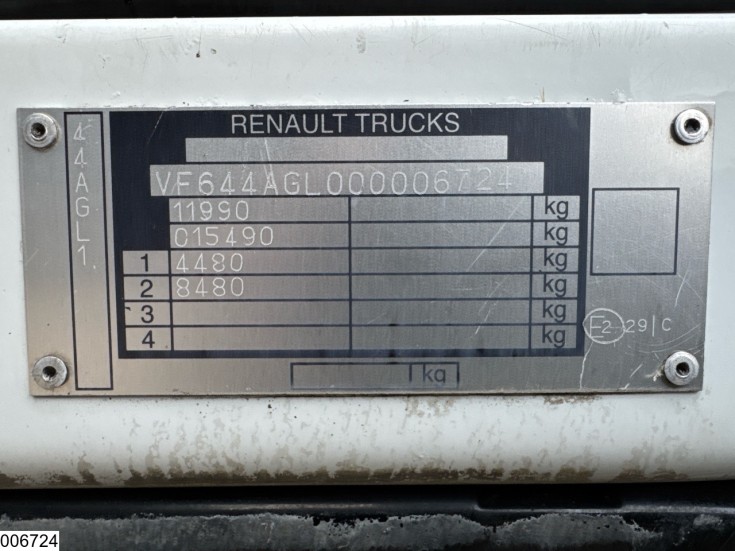 RENAULT TRUCKS
44AGL1
VF644AGL000006724
11990 kg
015490 kg
1 4480 kg
2 8480 kg
3 kg
4 kg
E2 29|C
kg
006724